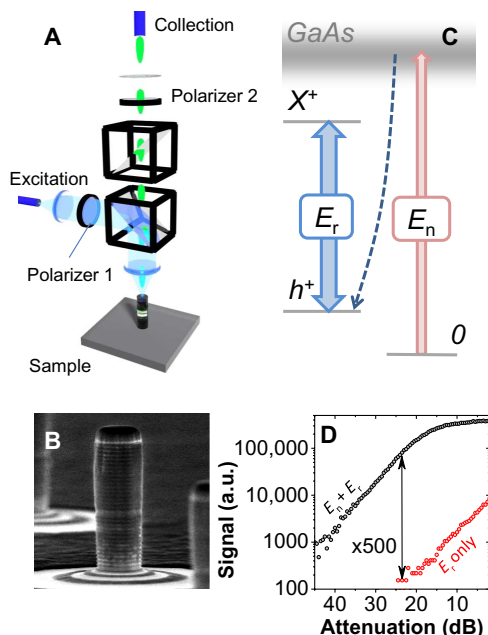 A
Collection
Polarizer 2
Excitation
Polarizer 1
Sample
C
GaAs
X+
Er
En
h+
0
B
D
Signal (a.u.)
100,000
10,000
1000
100
En + Er
x500
Er only
40 30 20 10 0
Attenuation (dB)